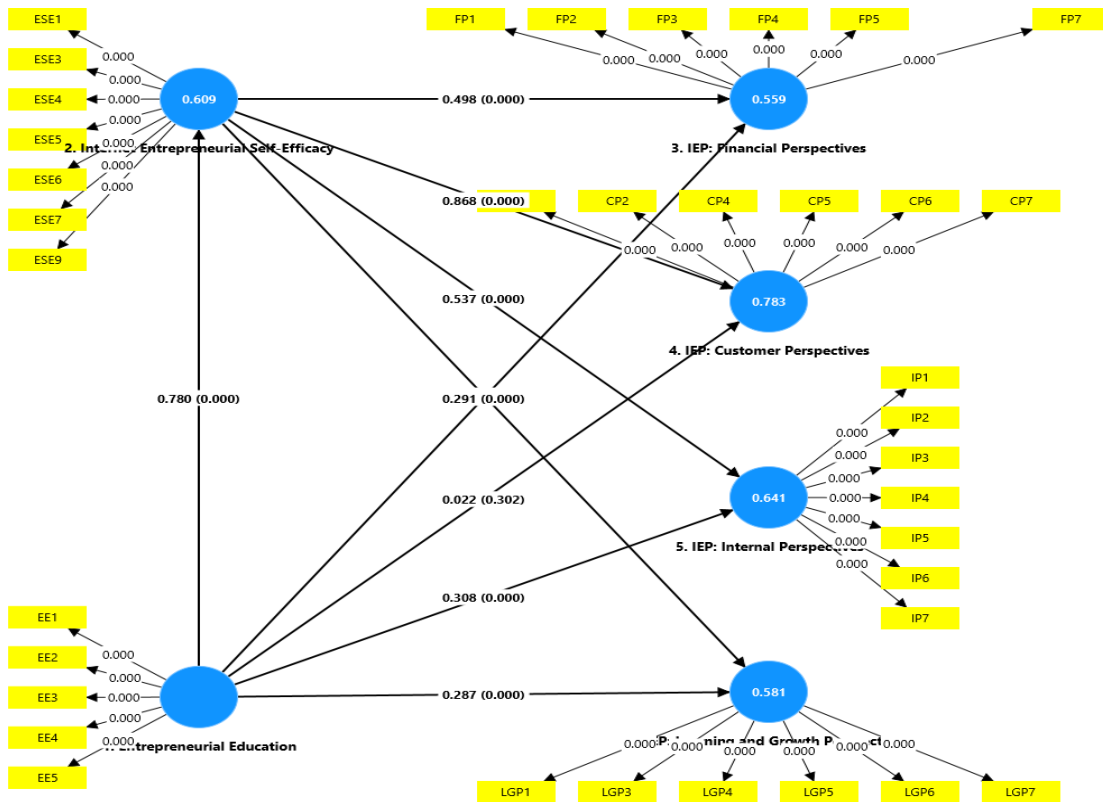 ESE1
ESE3
ESE4
ESE5
ESE6
ESE7
ESE9
0.000
0.000
0.000
0.000
0.000
0.000
0.000
0.609
2. Entrepreneurial Self-Efficacy
FP1
FP2
FP3
FP4
FP5
FP7
0.000
0.000
0.000
0.000
0.000
0.000
0.559
3. IEP: Financial Perspectives
0.498 (0.000)
0.868 (0.000)
0.537 (0.000)
0.780 (0.000)
0.291 (0.000)
0.022 (0.302)
0.308 (0.000)
0.287 (0.000)
CP2
CP4
CP5
CP6
CP7
0.000
0.000
0.000
0.000
0.000
0.000
0.783
4. IEP: Customer Perspectives
IP1
IP2
IP3
IP4
IP5
IP6
IP7
0.000
0.000
0.000
0.000
0.000
0.000
0.000
0.641
5. IEP: Internal Perspectives
EE1
EE2
EE3
EE4
EE5
0.000
0.000
0.000
0.000
0.000
Entrepreneurial Education
0.581
and Growth
0.000
0.000
0.000
0.000
0.000
0.000
LGP1
LGP3
LGP4
LGP5
LGP6
LGP7